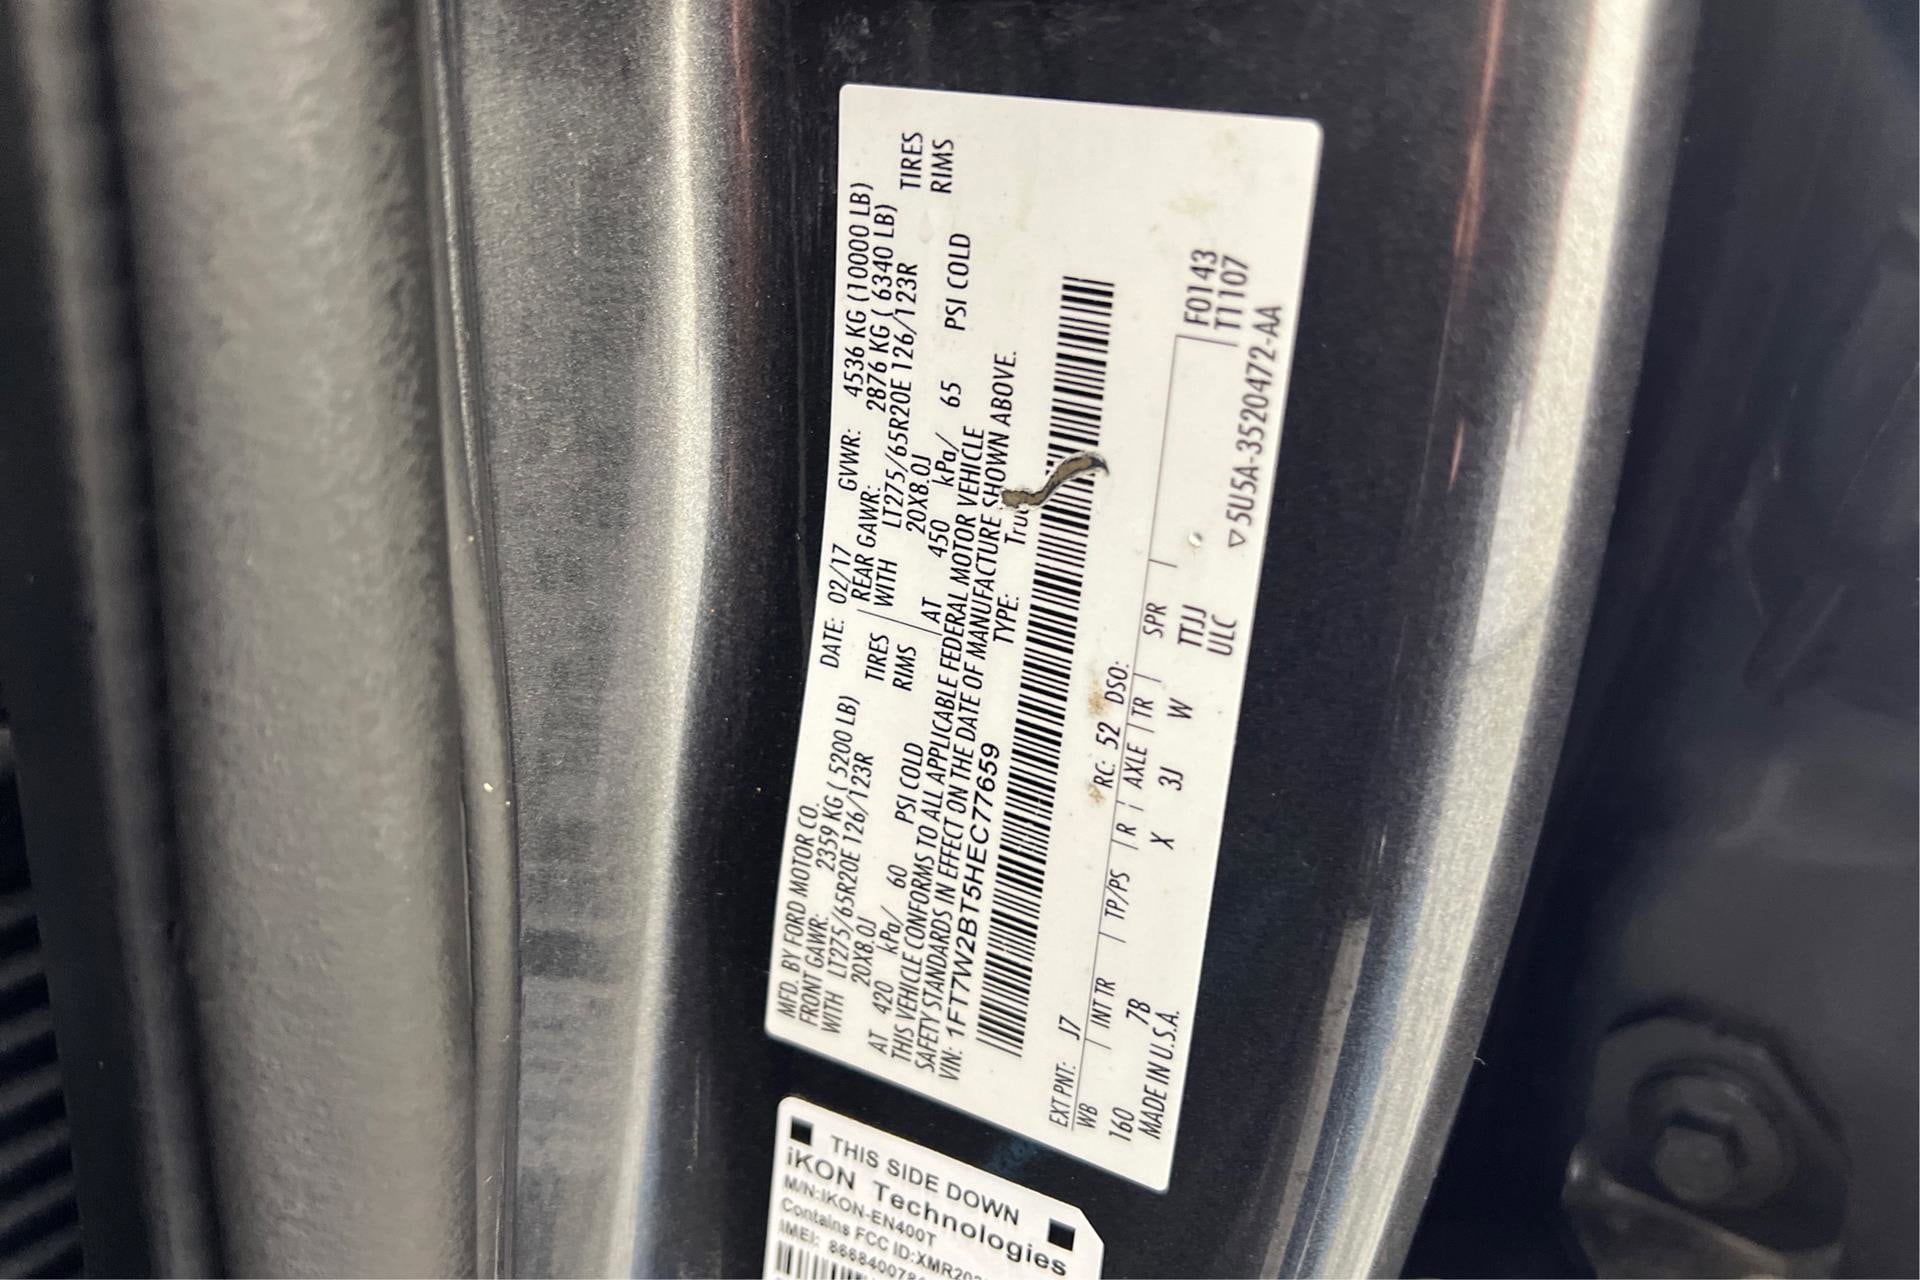 MFD. BY FORD MOTOR CO. DATE: 02/17 GVWR: 4536 KG (10000 LB)
FRONT GAWR: 2359 KG ( 5200 LB) REAR GAWR: 2876 KG ( 6340 LB)
WITH LT275/65R20E 126/123R TIRES WITH LT275/65R20E 126/123R TIRES
20X8.0J RIMS 20X8.0J RIMS
AT 420 kPa/ 60 PSI COLD AT 450 kPa/ 65 PSI COLD
THIS VEHICLE CONFORMS TO ALL APPLICABLE FEDERAL MOTOR VEHICLE
SAFETY STANDARDS IN EFFECT ON THE DATE OF MANUFACTURE SHOWN ABOVE.
VIN: 1FT7W2BT5HEC77659 TYPE:
EXT PNT: J7 RC: 52 DSO:
WB INT TR TP/PS R AXLE TR SPR F0143
160 7B X 3J W TTJJ T1107
MADE IN U.S.A. ULC
▽5U5A-3520472-AA
THIS SIDE DOWN
iKON Technologies
M/N:IKON-EN400T
Contains FCC
IMEI: